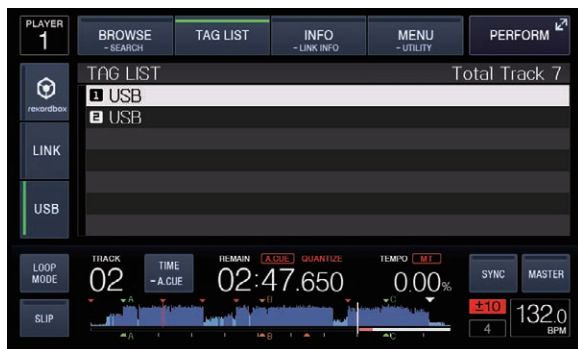 PLAYER
1
BROWSE
- SEARCH
TAG LIST
INFO
- LINK INFO
MENU
- UTILITY
PERFORM
rekordbox
LINK
USB
TAG LIST
Total Track 7
1 USB
2 USB
LOOP
MODE
TRACK
02
TIME
- A.CUE
REMAIN A.CUE QUANTIZE
02:47.650
TEMPO MT
0.00%
SYNC
MASTER
SLIP
A B C
A B C
±10
4
132.0
BPM